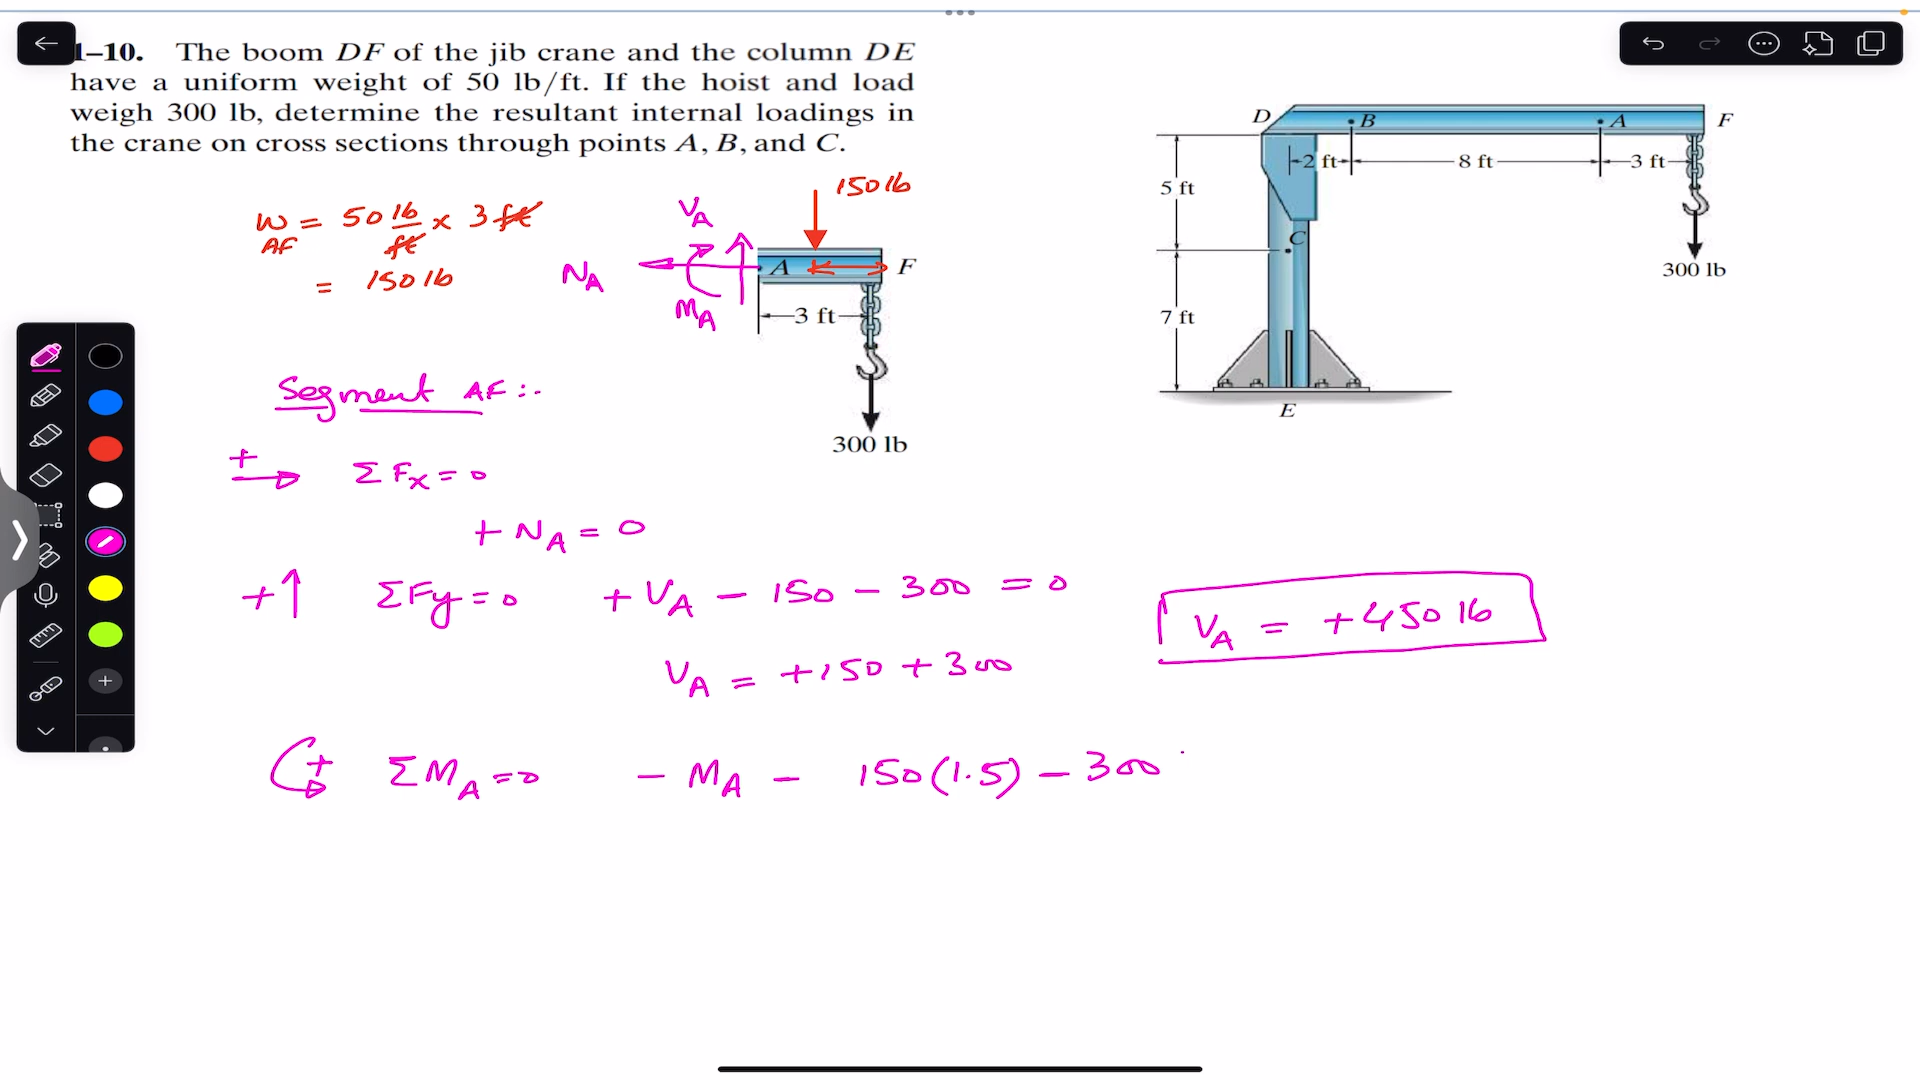 1–10. The boom DF of the jib crane and the column DE
have a uniform weight of 50 lb/ft. If the hoist and load
weigh 300 lb, determine the resultant internal loadings in
the crane on cross sections through points A, B, and C.
D
B
A
F
2 ft
8 ft
3 ft
5 ft
C
300 lb
7 ft
E
150 lb
W AF = 50 lb/ft × 3 ft
= 150 lb
VA
NA
A
F
MA
3 ft
300 lb
Segment AF :-
+ → ΣFx = 0
+ NA = 0
+↑ ΣFy = 0 + VA - 150 - 300 = 0
VA = +450 lb
VA = +150 + 300
+ ΣMA = 0 - MA - 150(1.5) - 300